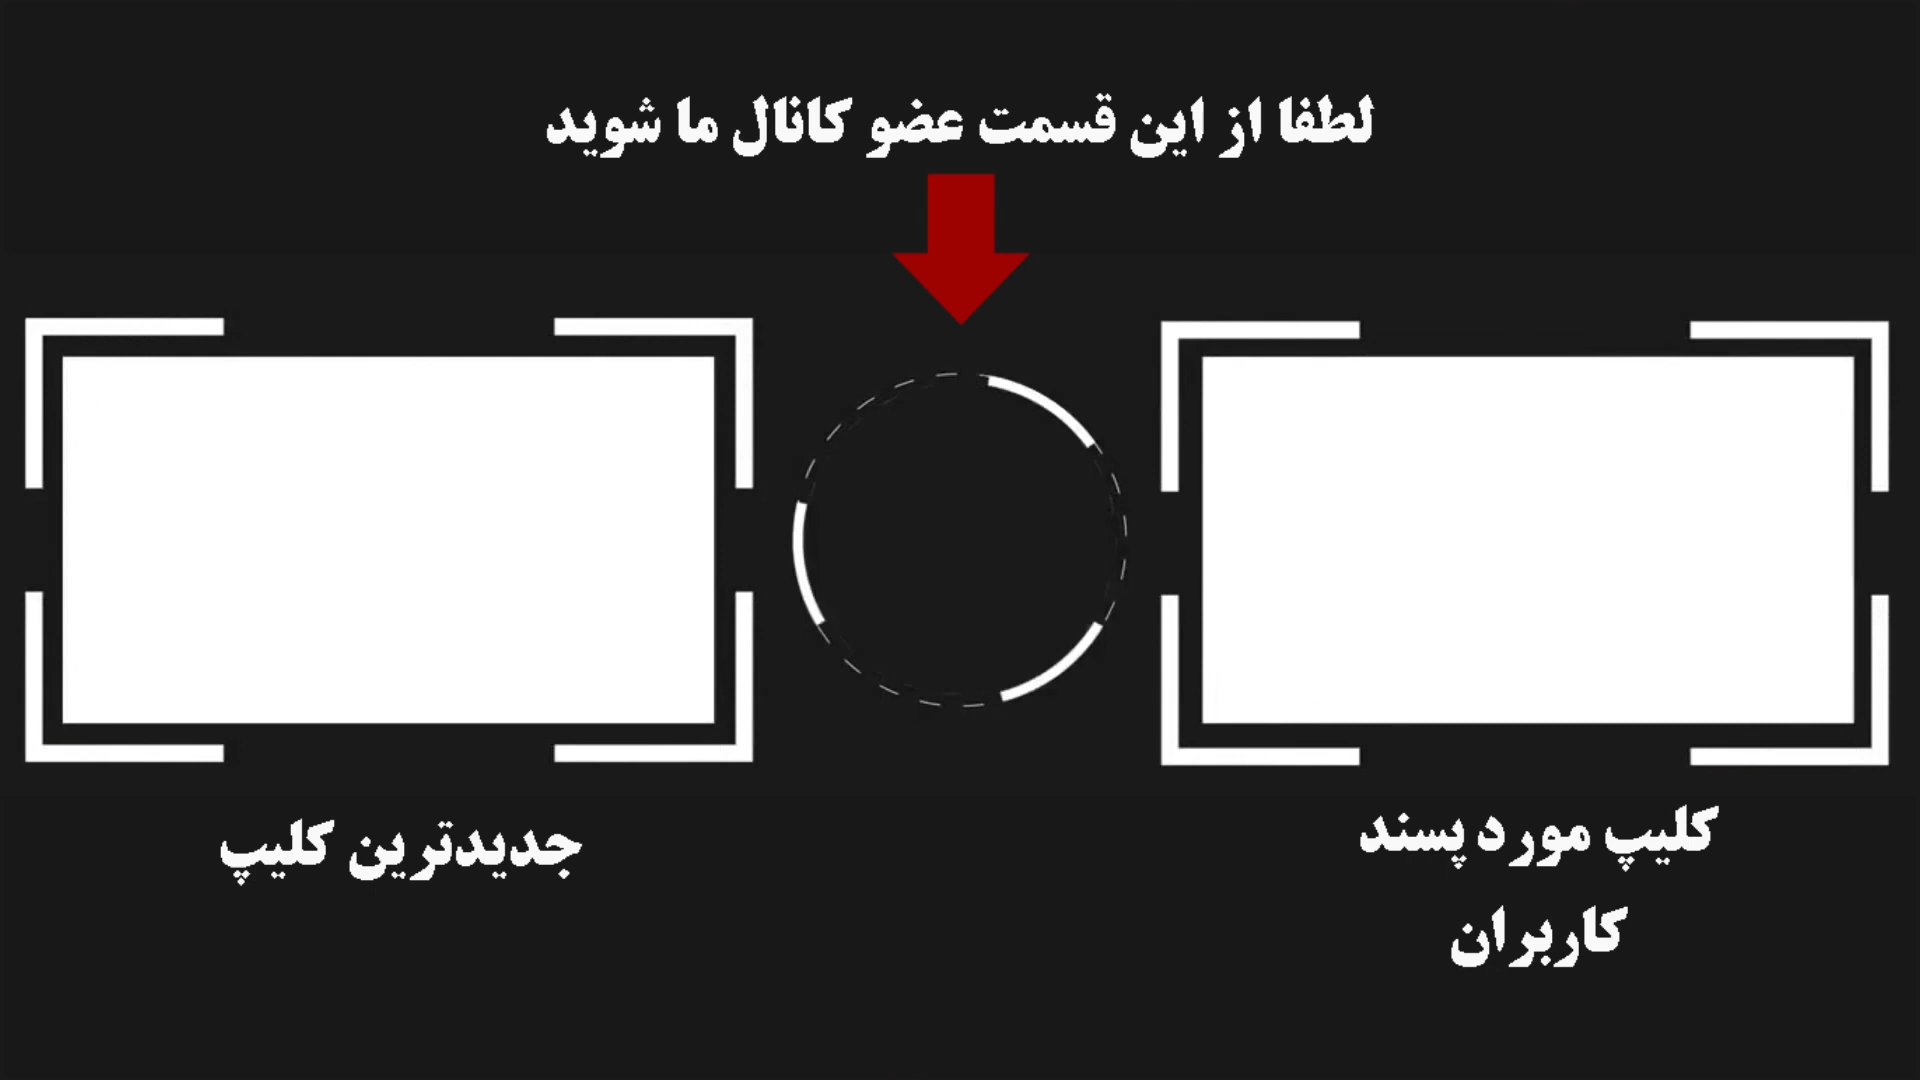 لطفا از این قسمت عضو کانال ما شوید
کلیپ مورد پسند
کاربران
جدیدترین کلیپ